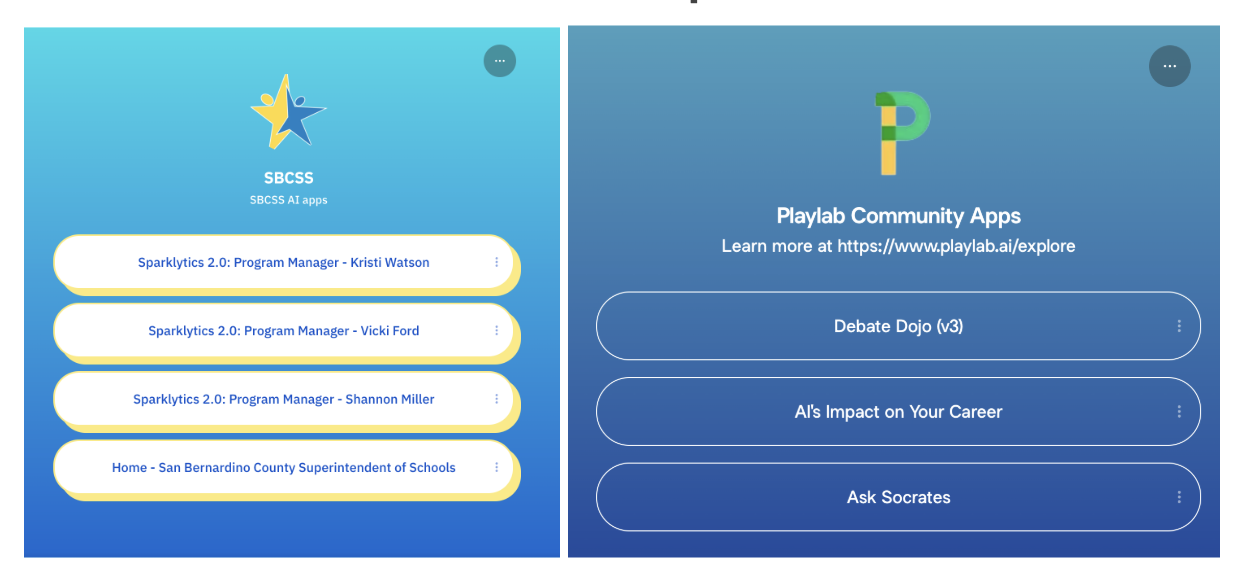 SBCSS
SBCSS AI apps
Sparklytics 2.0: Program Manager - Kristi Watson
Sparklytics 2.0: Program Manager - Vicki Ford
Sparklytics 2.0: Program Manager - Shannon Miller
Home - San Bernardino County Superintendent of Schools
P
Playlab Community Apps
Learn more at https://www.playlab.ai/explore
Debate Dojo (v3)
AI's Impact on Your Career
Ask Socrates